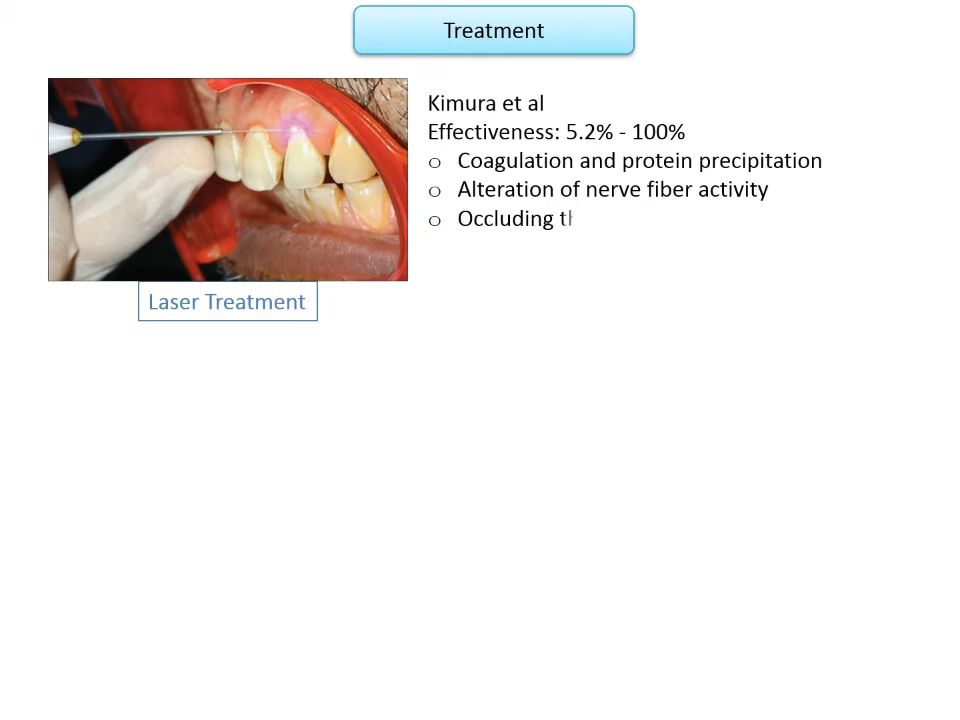 Treatment
Kimura et al
Effectiveness: 5.2% - 100%
o Coagulation and protein precipitation
o Alteration of nerve fiber activity
o Occluding
Laser Treatment